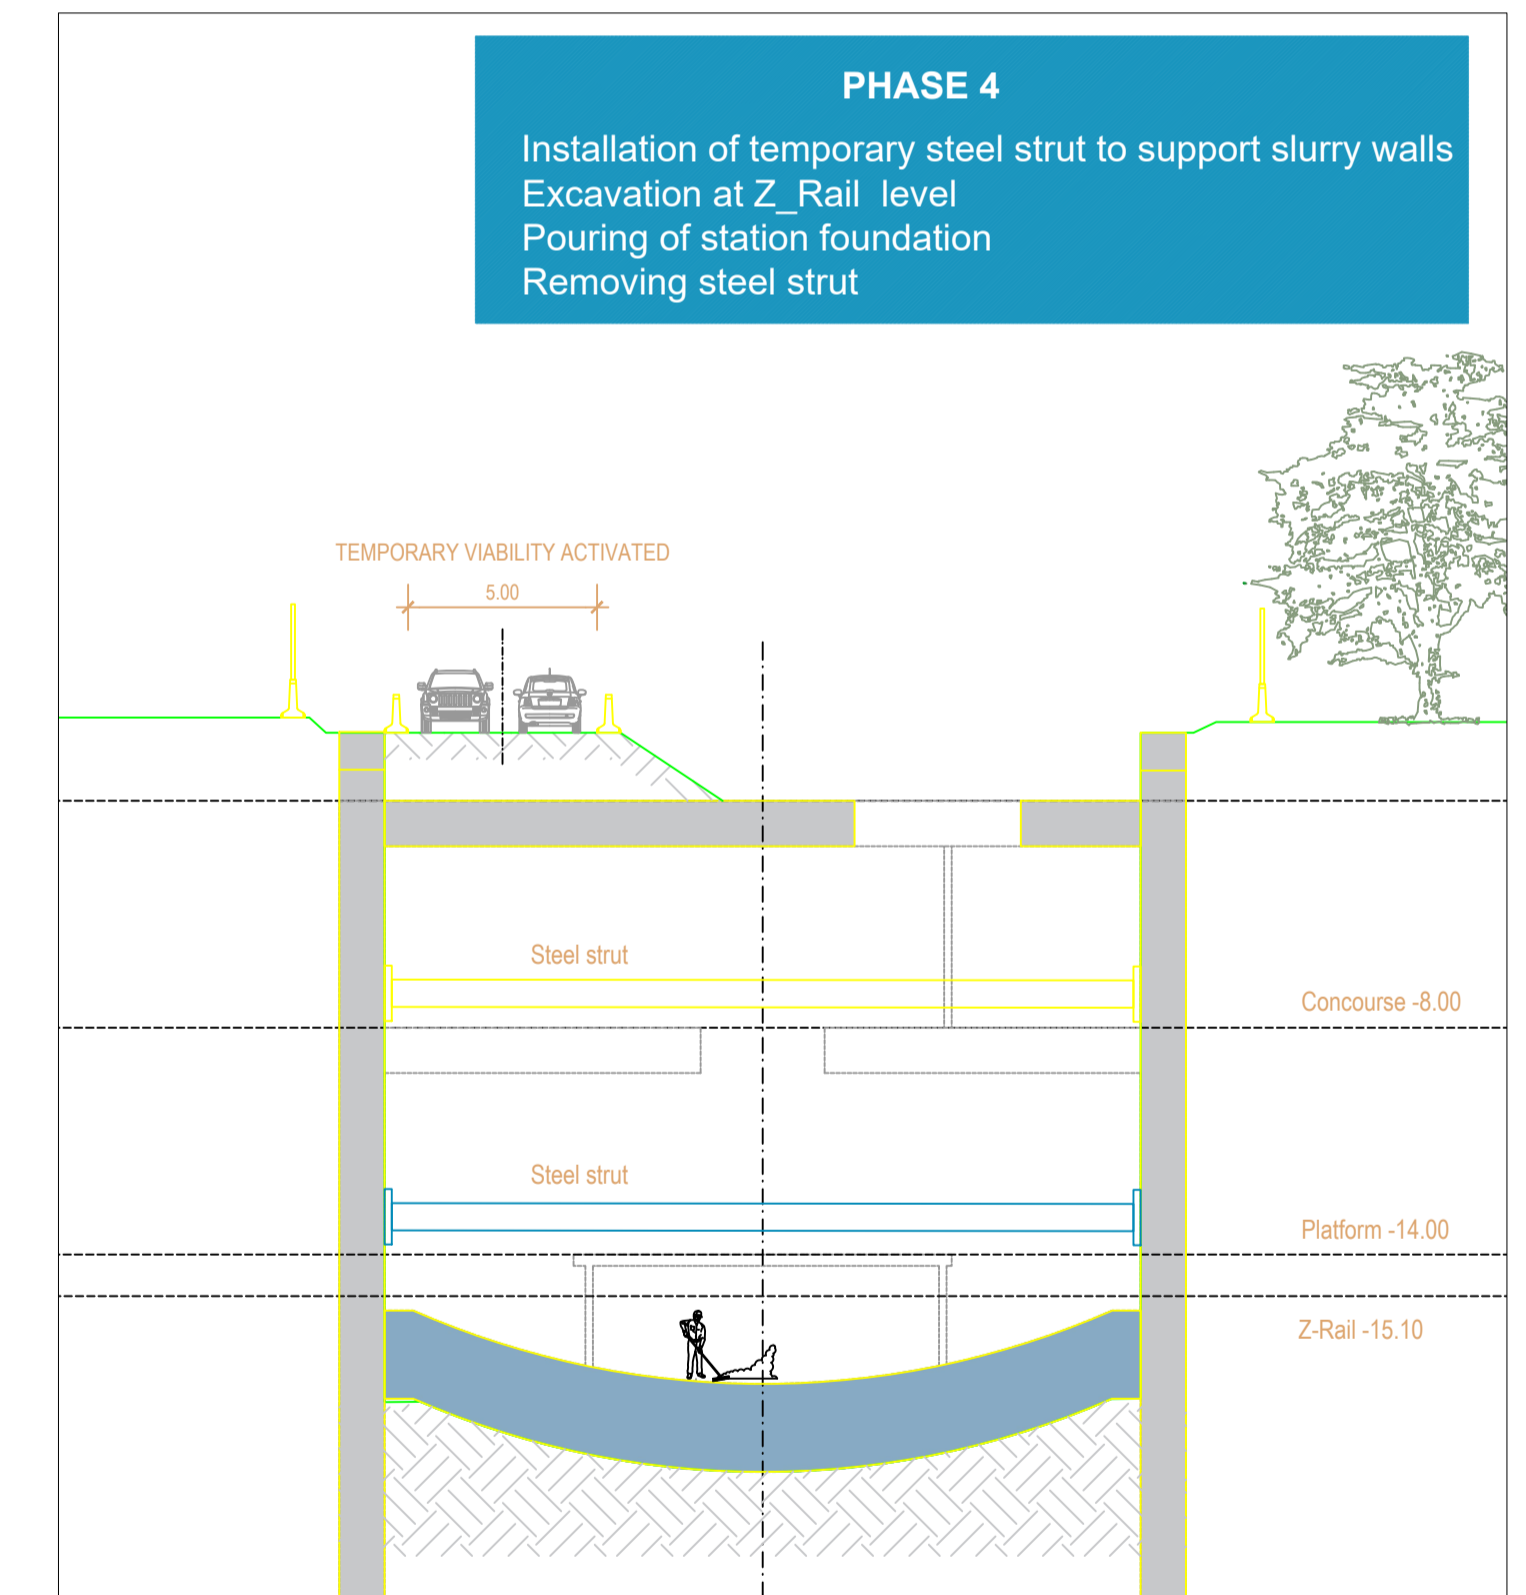 PHASE 4
Installation of temporary steel strut to support slurry walls
Excavation at Z_Rail level
Pouring of station foundation
Removing steel strut
TEMPORARY VIABILITY ACTIVATED
5.00
Steel strut
Concourse -8.00
Steel strut
Platform -14.00
Z-Rail -15.10